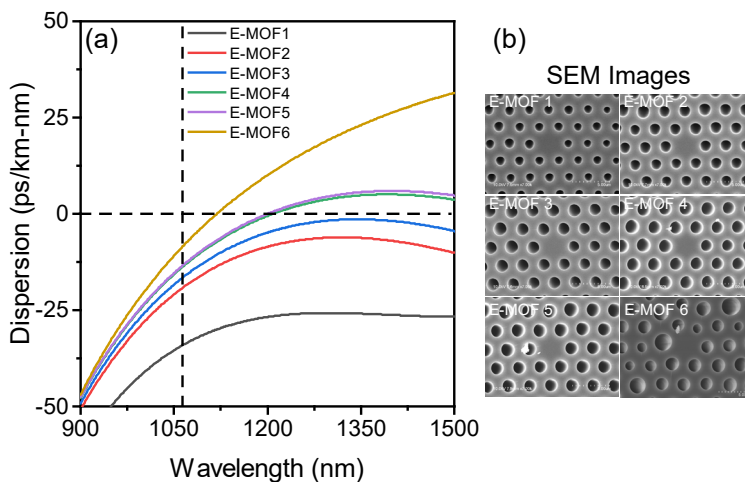 (a)
E-MOF1
E-MOF2
E-MOF3
E-MOF4
E-MOF5
E-MOF6
50
25
0
-25
-50
Dispersion (ps/km-nm)
900
1050
1200
1350
1500
Wavelength (nm)
(b)
SEM Images
E-MOF 1
E-MOF 2
E-MOF 3
E-MOF 4
E-MOF 5
E-MOF 6